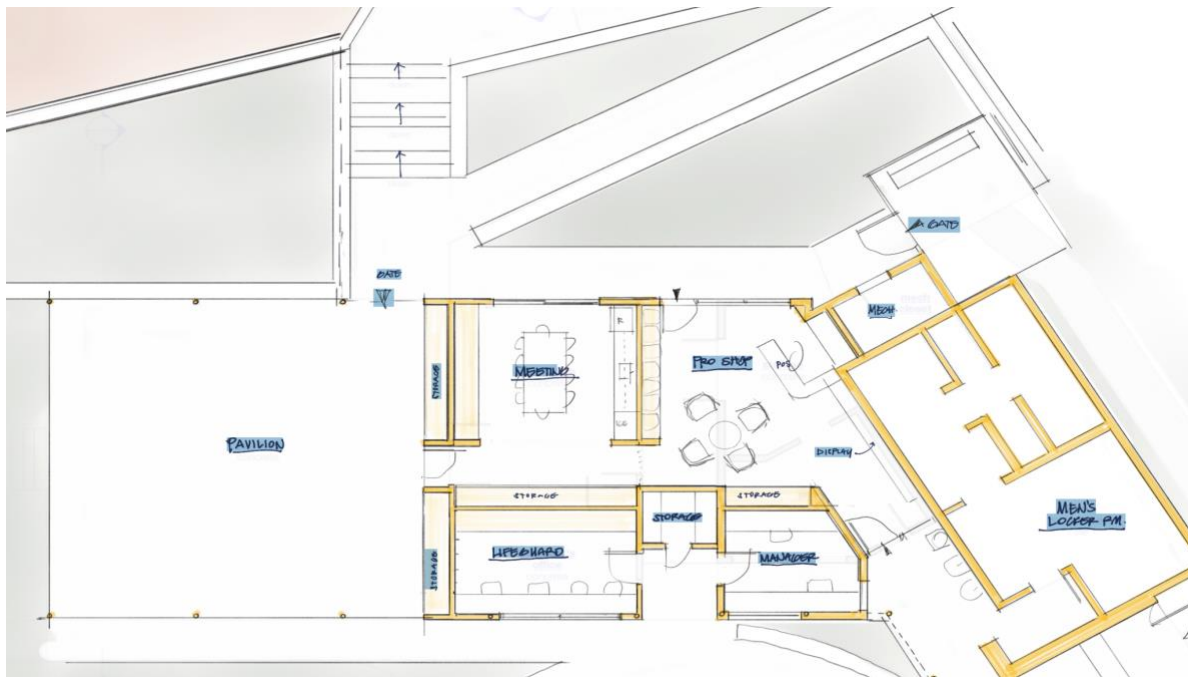 GATE
GATE
MECH.
MEETING
R
PRO SHOP
POS
STORAGE
PAVILION
DISPLAY
STORAGE
STORAGE
STORAGE
MEN'S
LOCKER RM.
LIFEGUARD
MANAGER
STORAGE